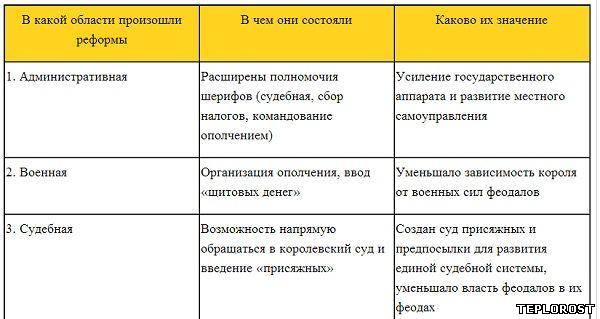 В какой области произошли реформы
В чем они состояли
Каково их значение
1. Административная
Расширены полномочия
шерифов (судебная, сбор
налогов, командование
ополчением)
Усиление государственного
аппарата и развитие местного
самоуправления
2. Военная
Организация ополчения, ввод
«щитовых денег»
Уменьшало зависимость короля
от военных сил феодалов
3. Судебная
Возможность напрямую
обращаться в королевский суд и
введение «присяжных»
Создан суд присяжных и
предпосылки для развития
единой судебной системы,
уменьшало власть феодалов в их
феодах
TEPLOROST